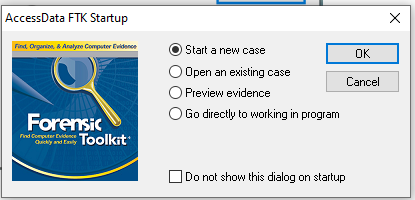 AccessData FTK Startup
Find, Organize, & Analyze Computer Evidence
Forensic
Toolkit®
Find Computer Evidence
Quickly and Easily
Start a new case
Open an existing case
Preview evidence
Go directly to working in program
Do not show this dialog on startup
OK
Cancel